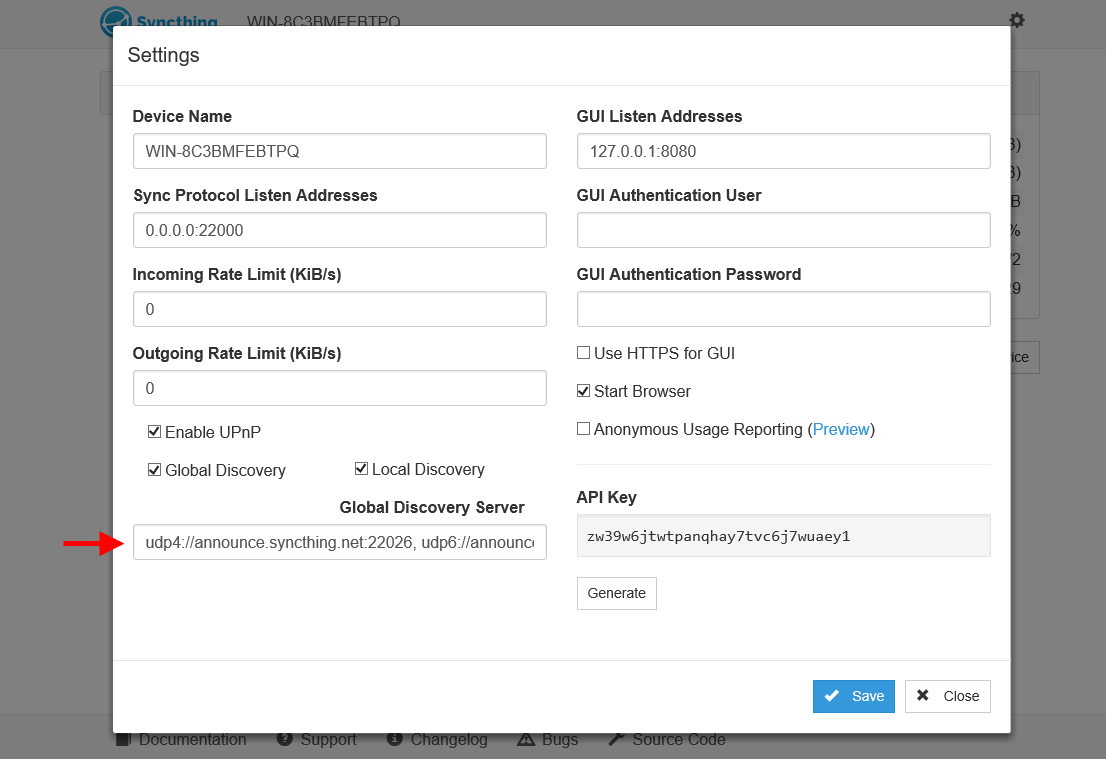 Syncthing WIN-8C3BMFEBTPQ
Settings
Device Name
WIN-8C3BMFEBTPQ
Sync Protocol Listen Addresses
0.0.0.0:22000
Incoming Rate Limit (KiB/s)
0
Outgoing Rate Limit (KiB/s)
0
Enable UPnP
Global Discovery
Local Discovery
Global Discovery Server
udp4://announce.syncthing.net:22026, udp6://announce
GUI Listen Addresses
127.0.0.1:8080
GUI Authentication User
GUI Authentication Password
Use HTTPS for GUI
Start Browser
Anonymous Usage Reporting (Preview)
API Key
zw39w6jtwtpanqhay7tvc6j7wuaey1
Generate
Save
Close
Documentation
Support
Changelog
Bugs
Source Code